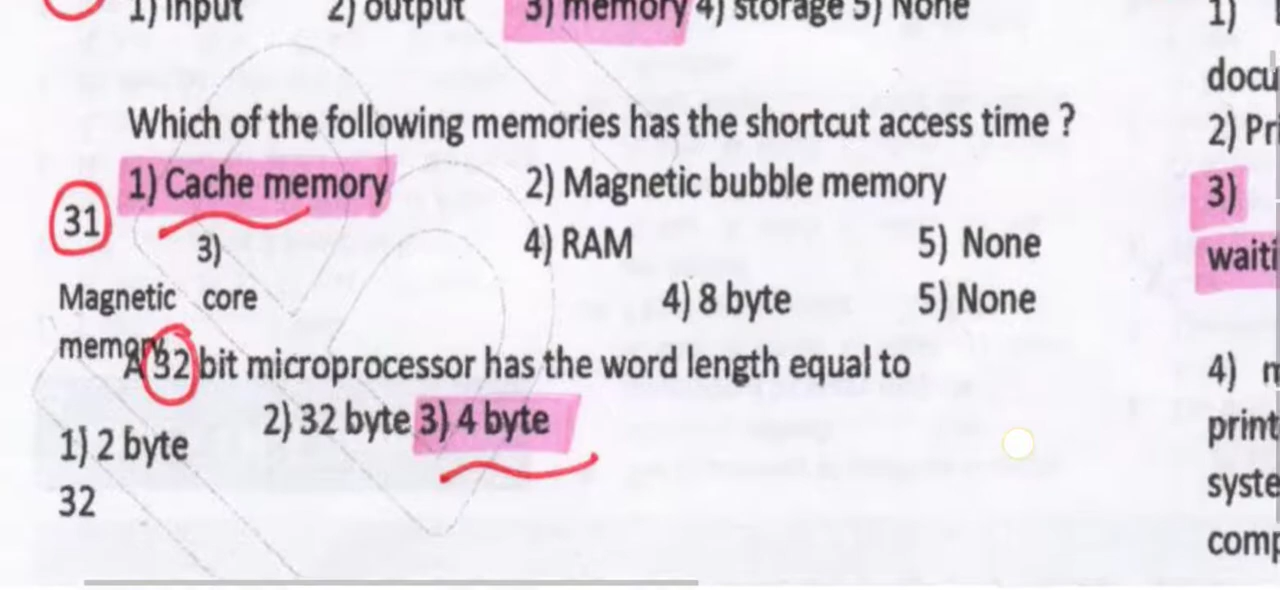 1) Input 2) output 3) memory 4) storage 5) None
Which of the following memories has the shortcut access time ?
1) Cache memory 2) Magnetic bubble memory
31
3) 4) RAM 5) None
Magnetic core 4) 8 byte 5) None
memory
A 32 bit microprocessor has the word length equal to
2) 32 byte 3) 4 byte
1) 2 byte
32
1)
docu
2) Pri
3)
waiti
4) m
print
syste
comp